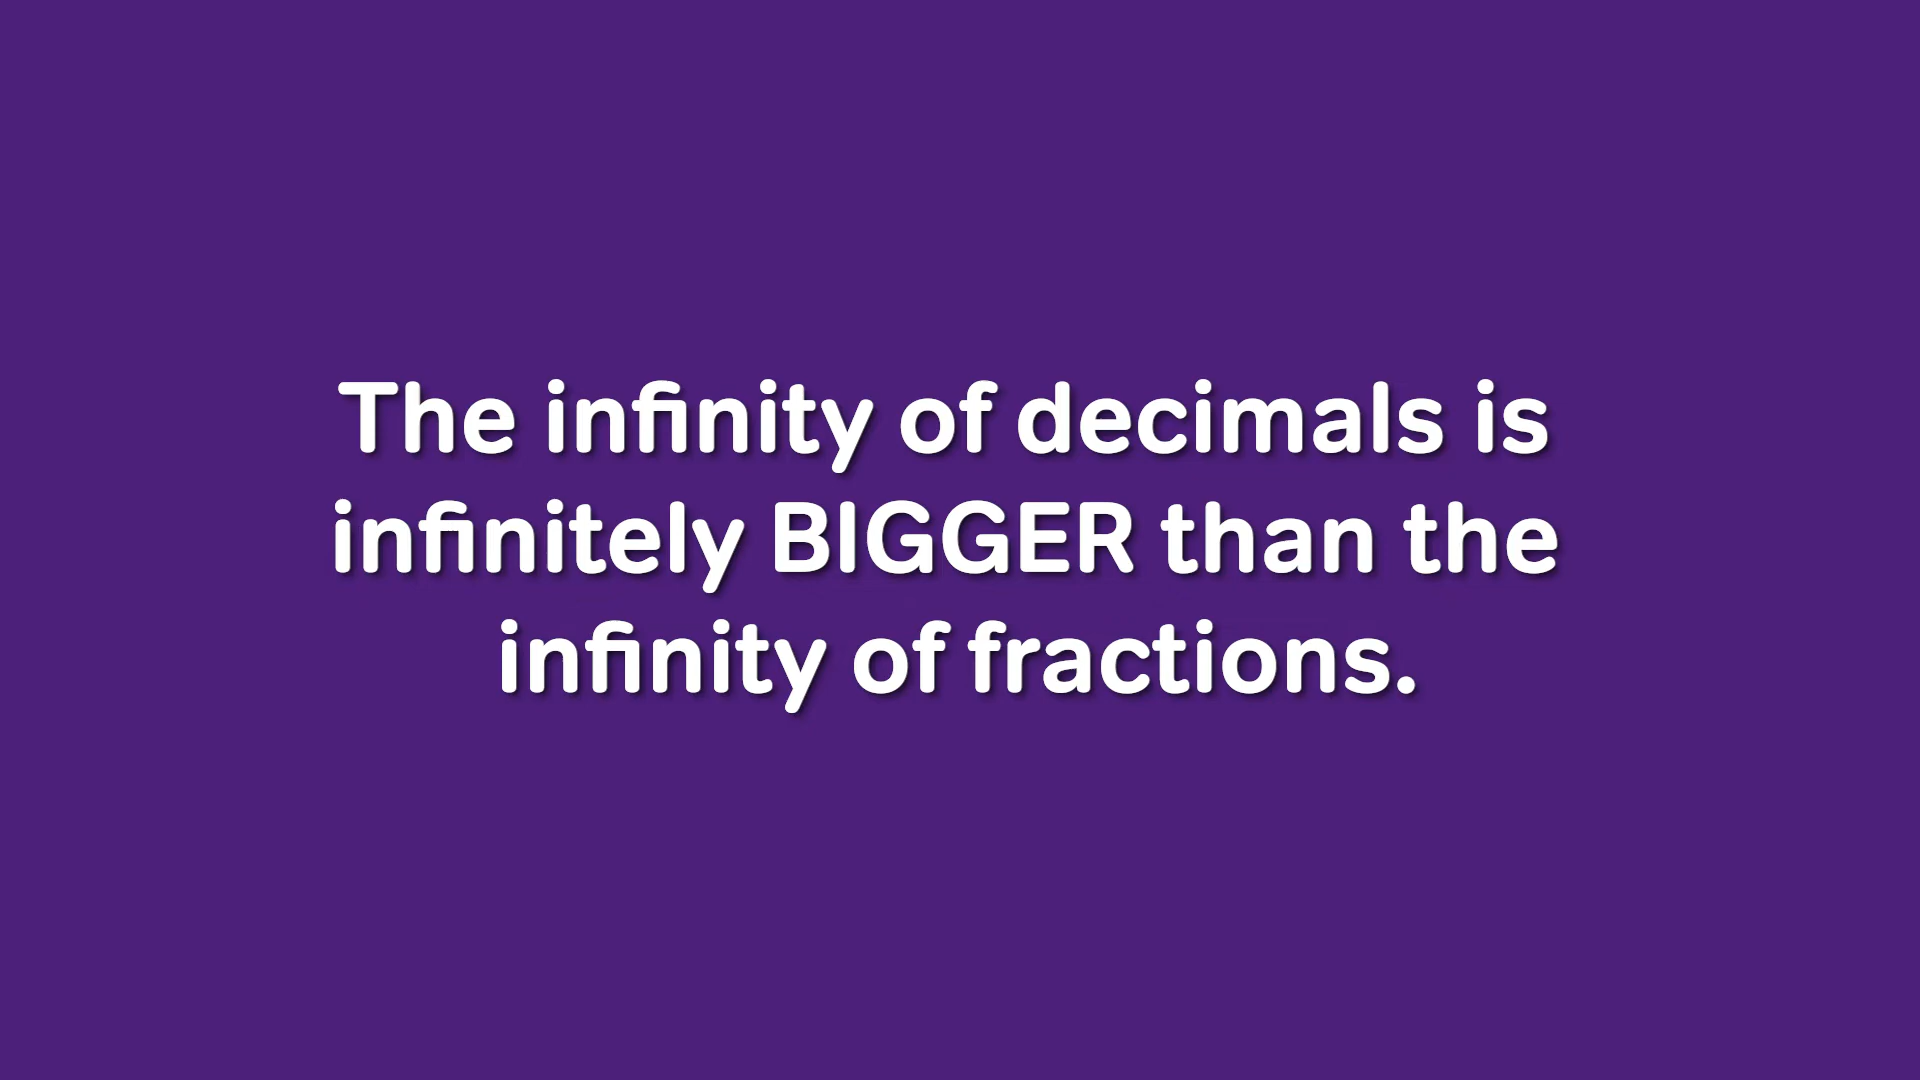 The infinity of decimals is
infinitely BIGGER than the
infinity of fractions.